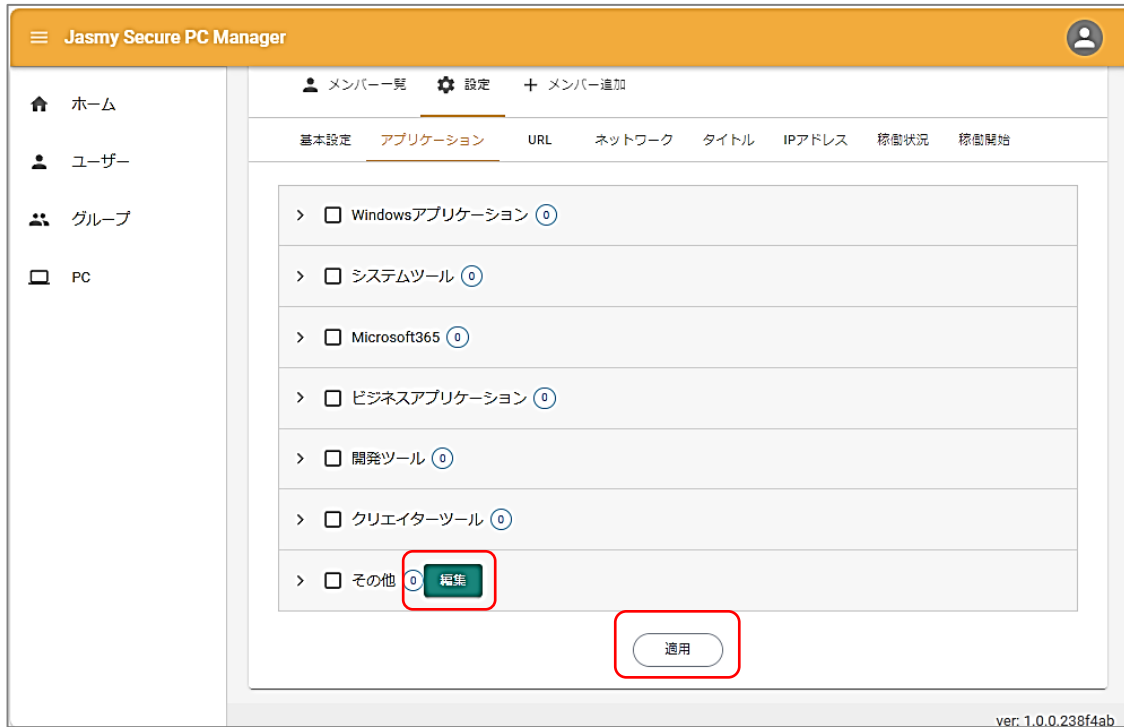 Jasmy Secure PC Manager
ホーム
ユーザー
グループ
PC
メンバー一覧 設定 メンバー追加
基本設定 アプリケーション URL ネットワーク タイトル IPアドレス 稼働状況 稼働開始
Windowsアプリケーション 0
システムツール 0
Microsoft365 0
ビジネスアプリケーション 0
開発ツール 0
クリエイターツール 0
その他 0 編集
適用
ver: 1.0.0.238f4ab